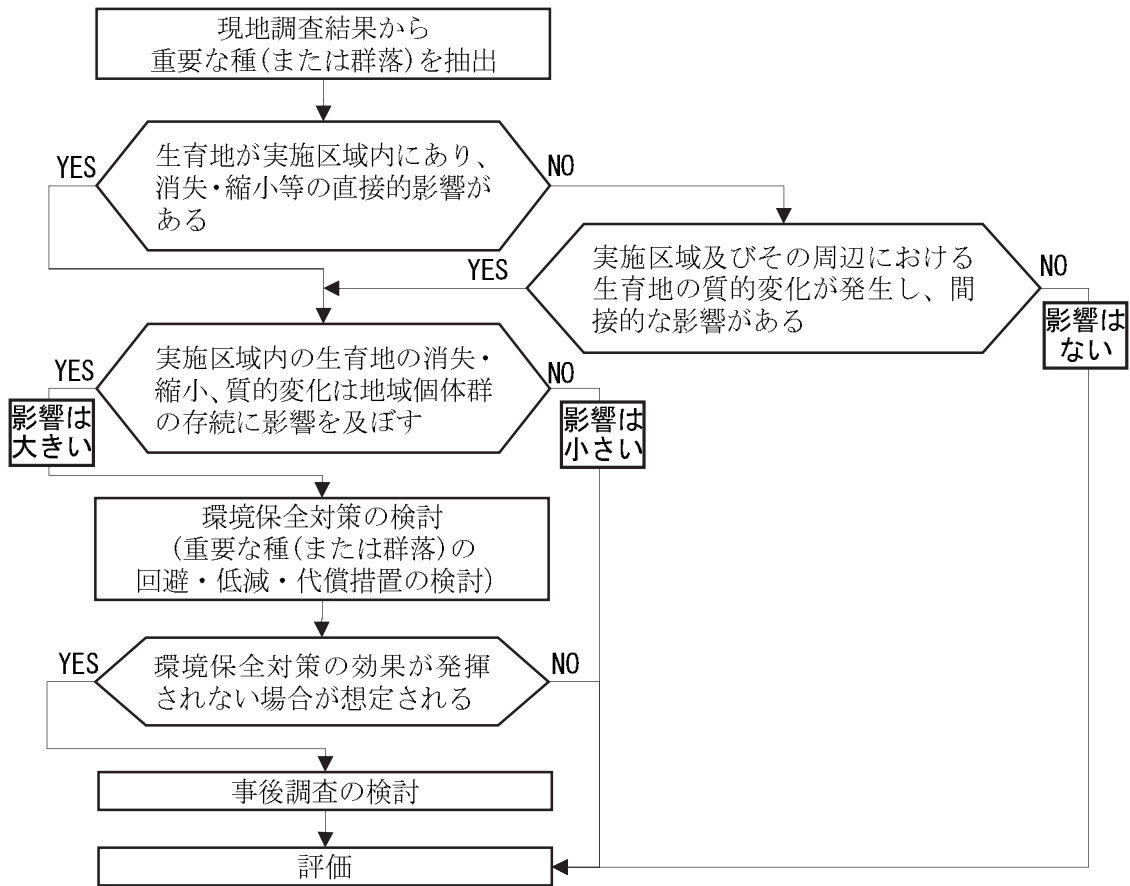 現地調査結果から
重要な種(または群落)を抽出
YES
生育地が実施区域内にあり、
消失・縮小等の直接的影響が
ある
NO
YES
実施区域及びその周辺における
生育地の質的変化が発生し、間
接的な影響がある
NO
影響は
ない
YES
実施区域内の生育地の消失・
縮小、質的変化は地域個体群
の存続に影響を及ぼす
NO
影響は
大きい
影響は
小さい
環境保全対策の検討
(重要な種(または群落)の
回避・低減・代償措置の検討)
YES
環境保全対策の効果が発揮
されない場合が想定される
NO
事後調査の検討
評価